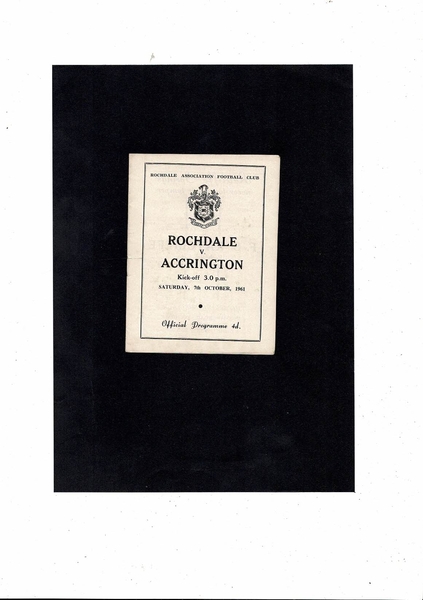 ROCHDALE ASSOCIATION FOOTBALL CLUB
ROCHDALE
V.
ACCRINGTON
Kick-off 3.0 p.m.
SATURDAY, 7th OCTOBER, 1961
Official Programme 4d.